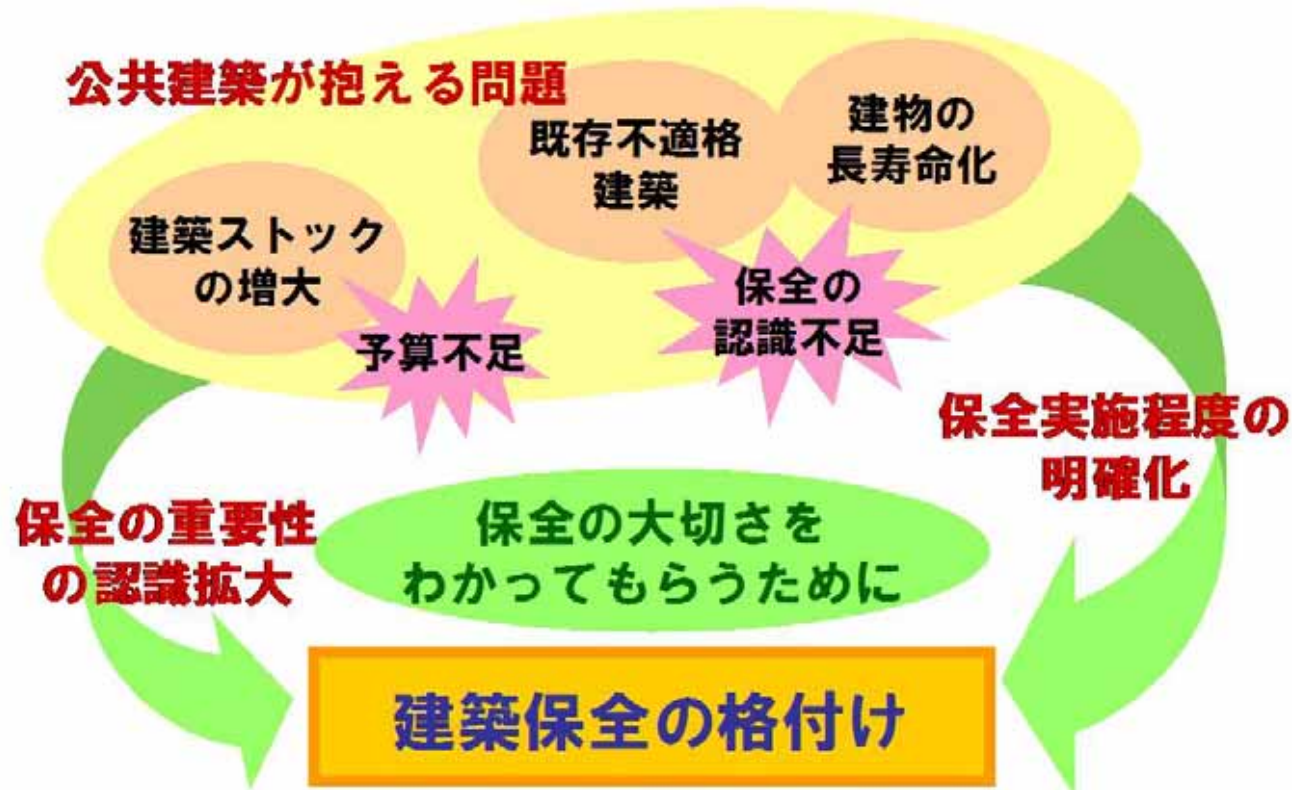 公共建築が抱える問題
既存不適格
建築
建物の
長寿命化
建築ストック
の増大
予算不足
保全の
認識不足
保全実施程度の
明確化
保全の重要性
の認識拡大
保全の大切さを
わかってもらうために
建築保全の格付け